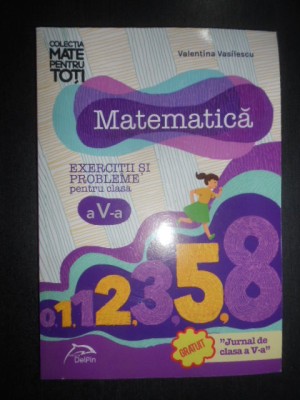 COLECȚIA
MATE
PENTRU
TOȚI
Valentina Vasilescu
Matematică
EXERCIȚII ȘI
PROBLEME
pentru clasa
a V-a
0,1,1,2,3,5,8
GRATUIT
"Jurnal de
clasa a V-a"
DelFin